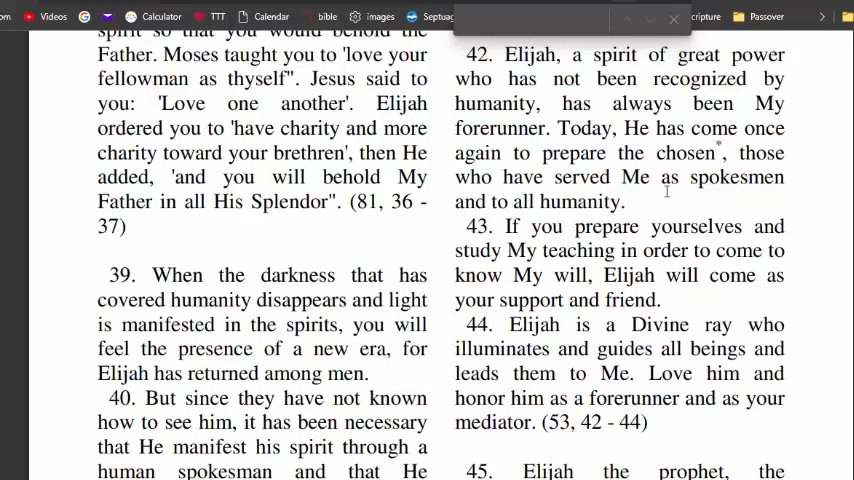 om
Videos
Calculator
TTT
Calendar
bible
images
Septuag
cripture
Passover
spirit so that you would behold the
Father. Moses taught you to 'love your
fellowman as thyself". Jesus said to
you: 'Love one another'. Elijah
ordered you to 'have charity and more
charity toward your brethren', then He
added, 'and you will behold My
Father in all His Splendor". (81, 36 -
37)
39. When the darkness that has
covered humanity disappears and light
is manifested in the spirits, you will
feel the presence of a new era, for
Elijah has returned among men.
40. But since they have not known
how to see him, it has been necessary
that He manifest his spirit through a
human spokesman and that He
42. Elijah, a spirit of great power
who has not been recognized by
humanity, has always been My
forerunner. Today, He has come once
again to prepare the chosen*, those
who have served Me as spokesmen
and to all humanity.
43. If you prepare yourselves and
study My teaching in order to come to
know My will, Elijah will come as
your support and friend.
44. Elijah is a Divine ray who
illuminates and guides all beings and
leads them to Me. Love him and
honor him as a forerunner and as your
mediator. (53, 42 - 44)
45. Elijah the prophet, the